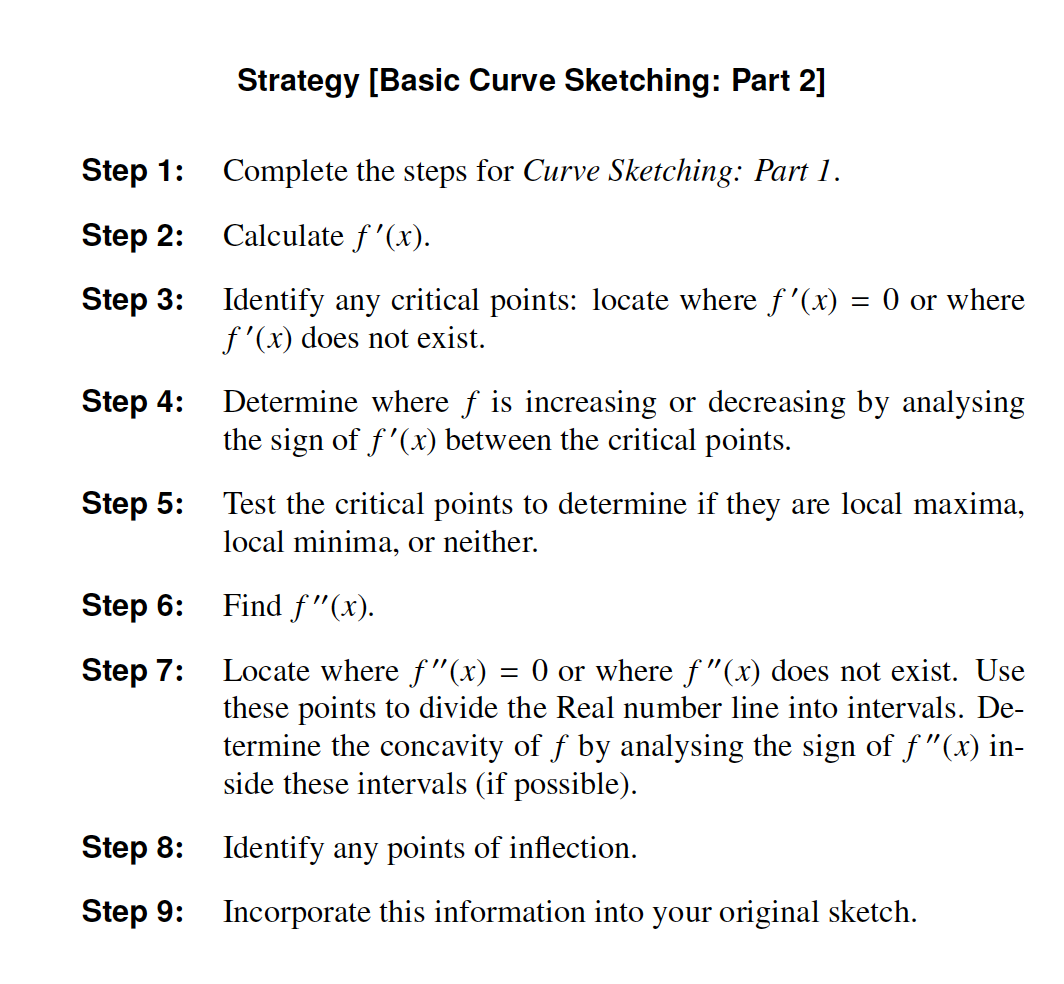 Strategy [Basic Curve Sketching: Part 2]
Step 1: Complete the steps for Curve Sketching: Part 1.
Step 2: Calculate f ′(x).
Step 3: Identify any critical points: locate where f ′(x) = 0 or where
f ′(x) does not exist.
Step 4: Determine where f is increasing or decreasing by analysing
the sign of f ′(x) between the critical points.
Step 5: Test the critical points to determine if they are local maxima,
local minima, or neither.
Step 6: Find f ″(x).
Step 7: Locate where f ″(x) = 0 or where f ″(x) does not exist. Use
these points to divide the Real number line into intervals. De-
termine the concavity of f by analysing the sign of f ″(x) in-
side these intervals (if possible).
Step 8: Identify any points of inflection.
Step 9: Incorporate this information into your original sketch.